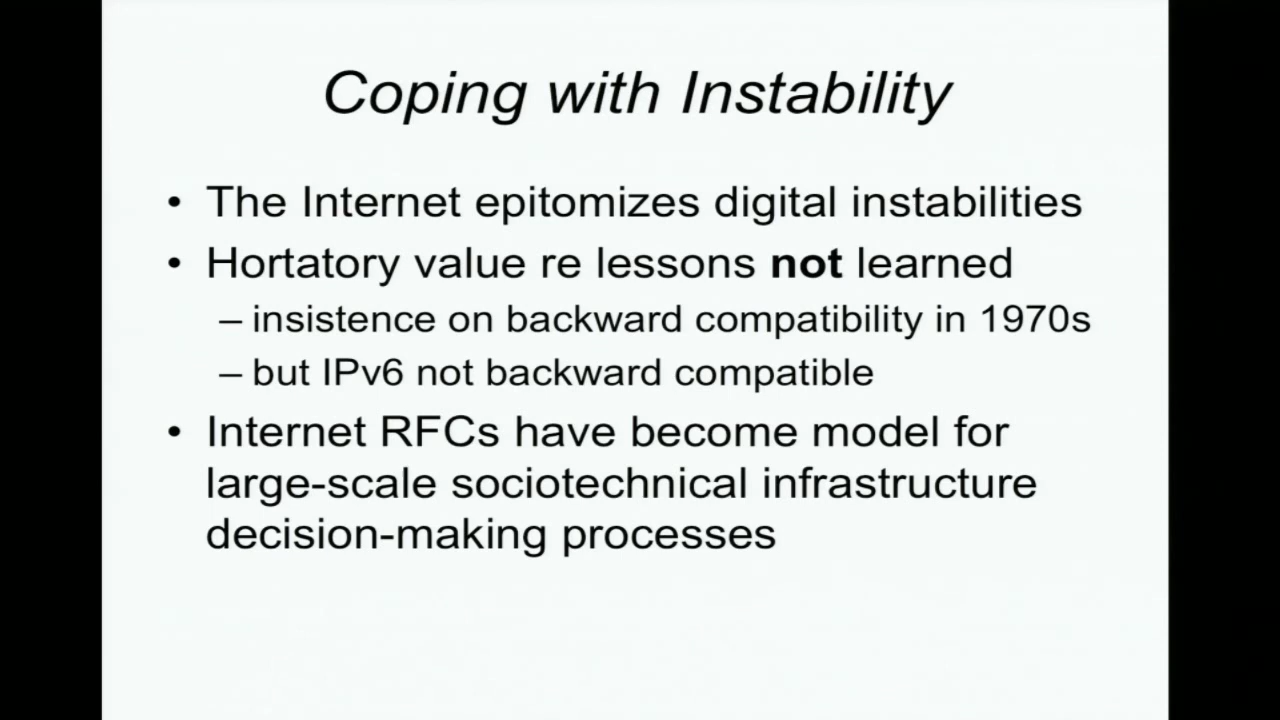 Coping with Instability
• The Internet epitomizes digital instabilities
• Hortatory value re lessons not learned
– insistence on backward compatibility in 1970s
– but IPv6 not backward compatible
• Internet RFCs have become model for
large-scale sociotechnical infrastructure
decision-making processes